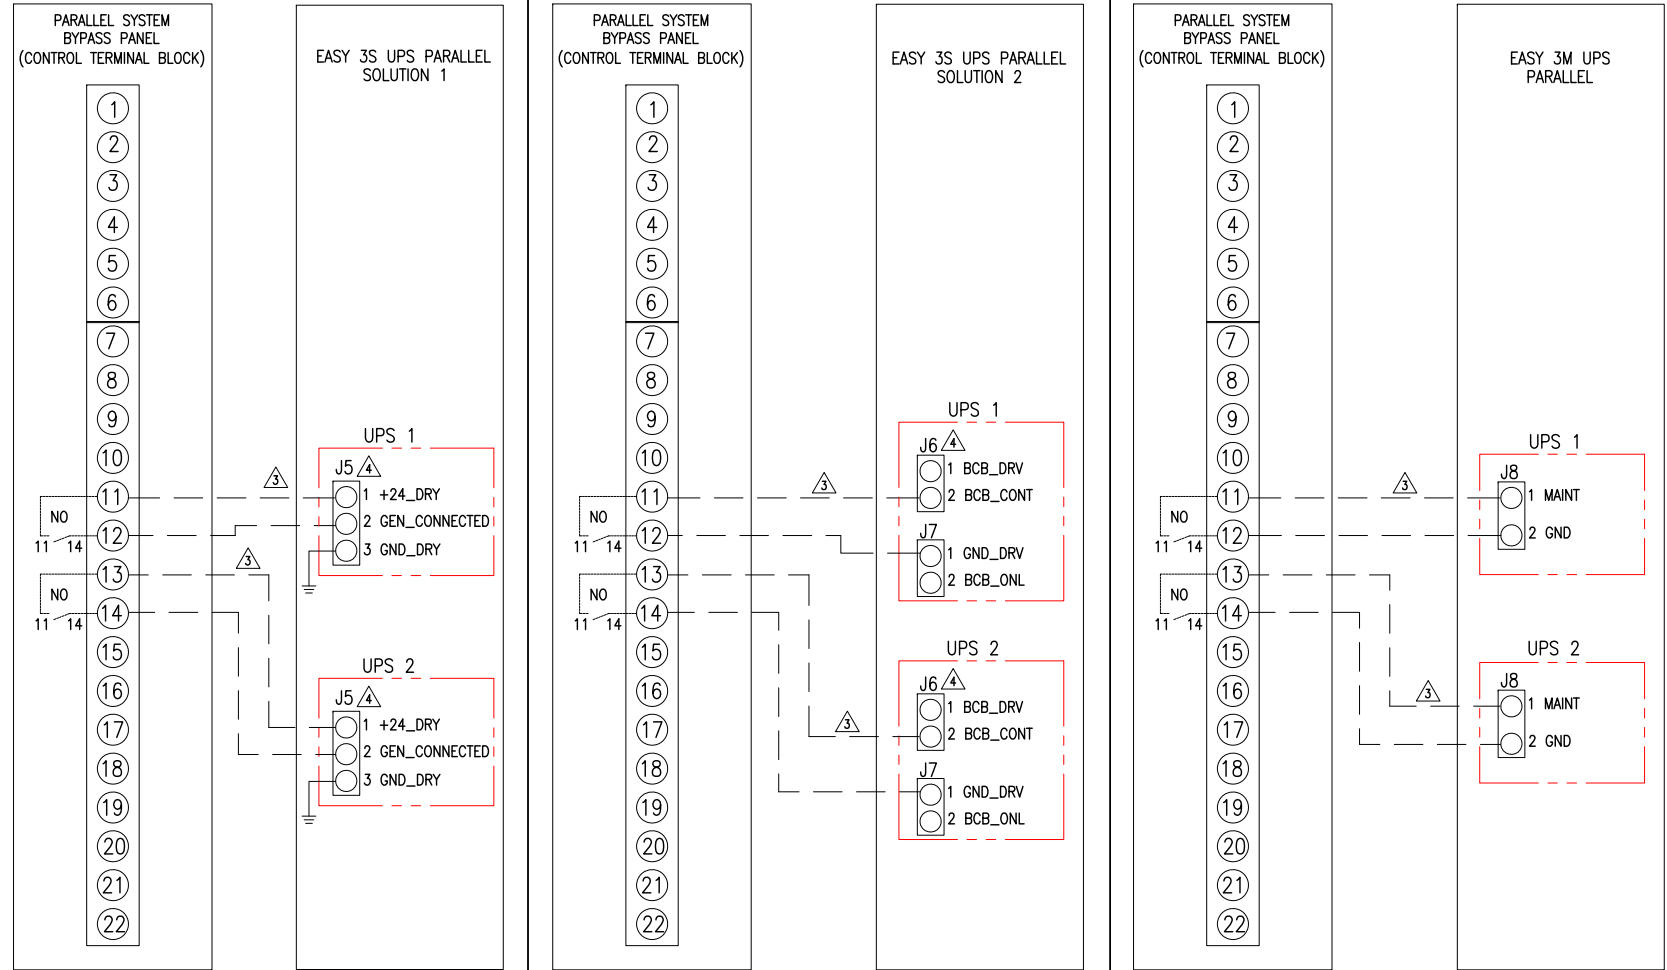 PARALLEL SYSTEM
BYPASS PANEL
(CONTROL TERMINAL BLOCK)
1
2
3
4
5
6
7
8
9
10
11
12
13
14
15
16
17
18
19
20
21
22
NO
11 14
NO
11 14
3
3
EASY 3S UPS PARALLEL
SOLUTION 1
UPS 1
J5 4
1 +24_DRY
2 GEN_CONNECTED
3 GND_DRY
UPS 2
J5 4
1 +24_DRY
2 GEN_CONNECTED
3 GND_DRY
PARALLEL SYSTEM
BYPASS PANEL
(CONTROL TERMINAL BLOCK)
1
2
3
4
5
6
7
8
9
10
11
12
13
14
15
16
17
18
19
20
21
22
NO
11 14
NO
11 14
3
3
EASY 3S UPS PARALLEL
SOLUTION 2
UPS 1
J6 4
1 BCB_DRV
2 BCB_CONT
J7
1 GND_DRV
2 BCB_ONL
UPS 2
J6 4
1 BCB_DRV
2 BCB_CONT
J7
1 GND_DRV
2 BCB_ONL
PARALLEL SYSTEM
BYPASS PANEL
(CONTROL TERMINAL BLOCK)
1
2
3
4
5
6
7
8
9
10
11
12
13
14
15
16
17
18
19
20
21
22
NO
11 14
NO
11 14
3
3
EASY 3M UPS
PARALLEL
UPS 1
J8
1 MAINT
2 GND
UPS 2
J8
1 MAINT
2 GND